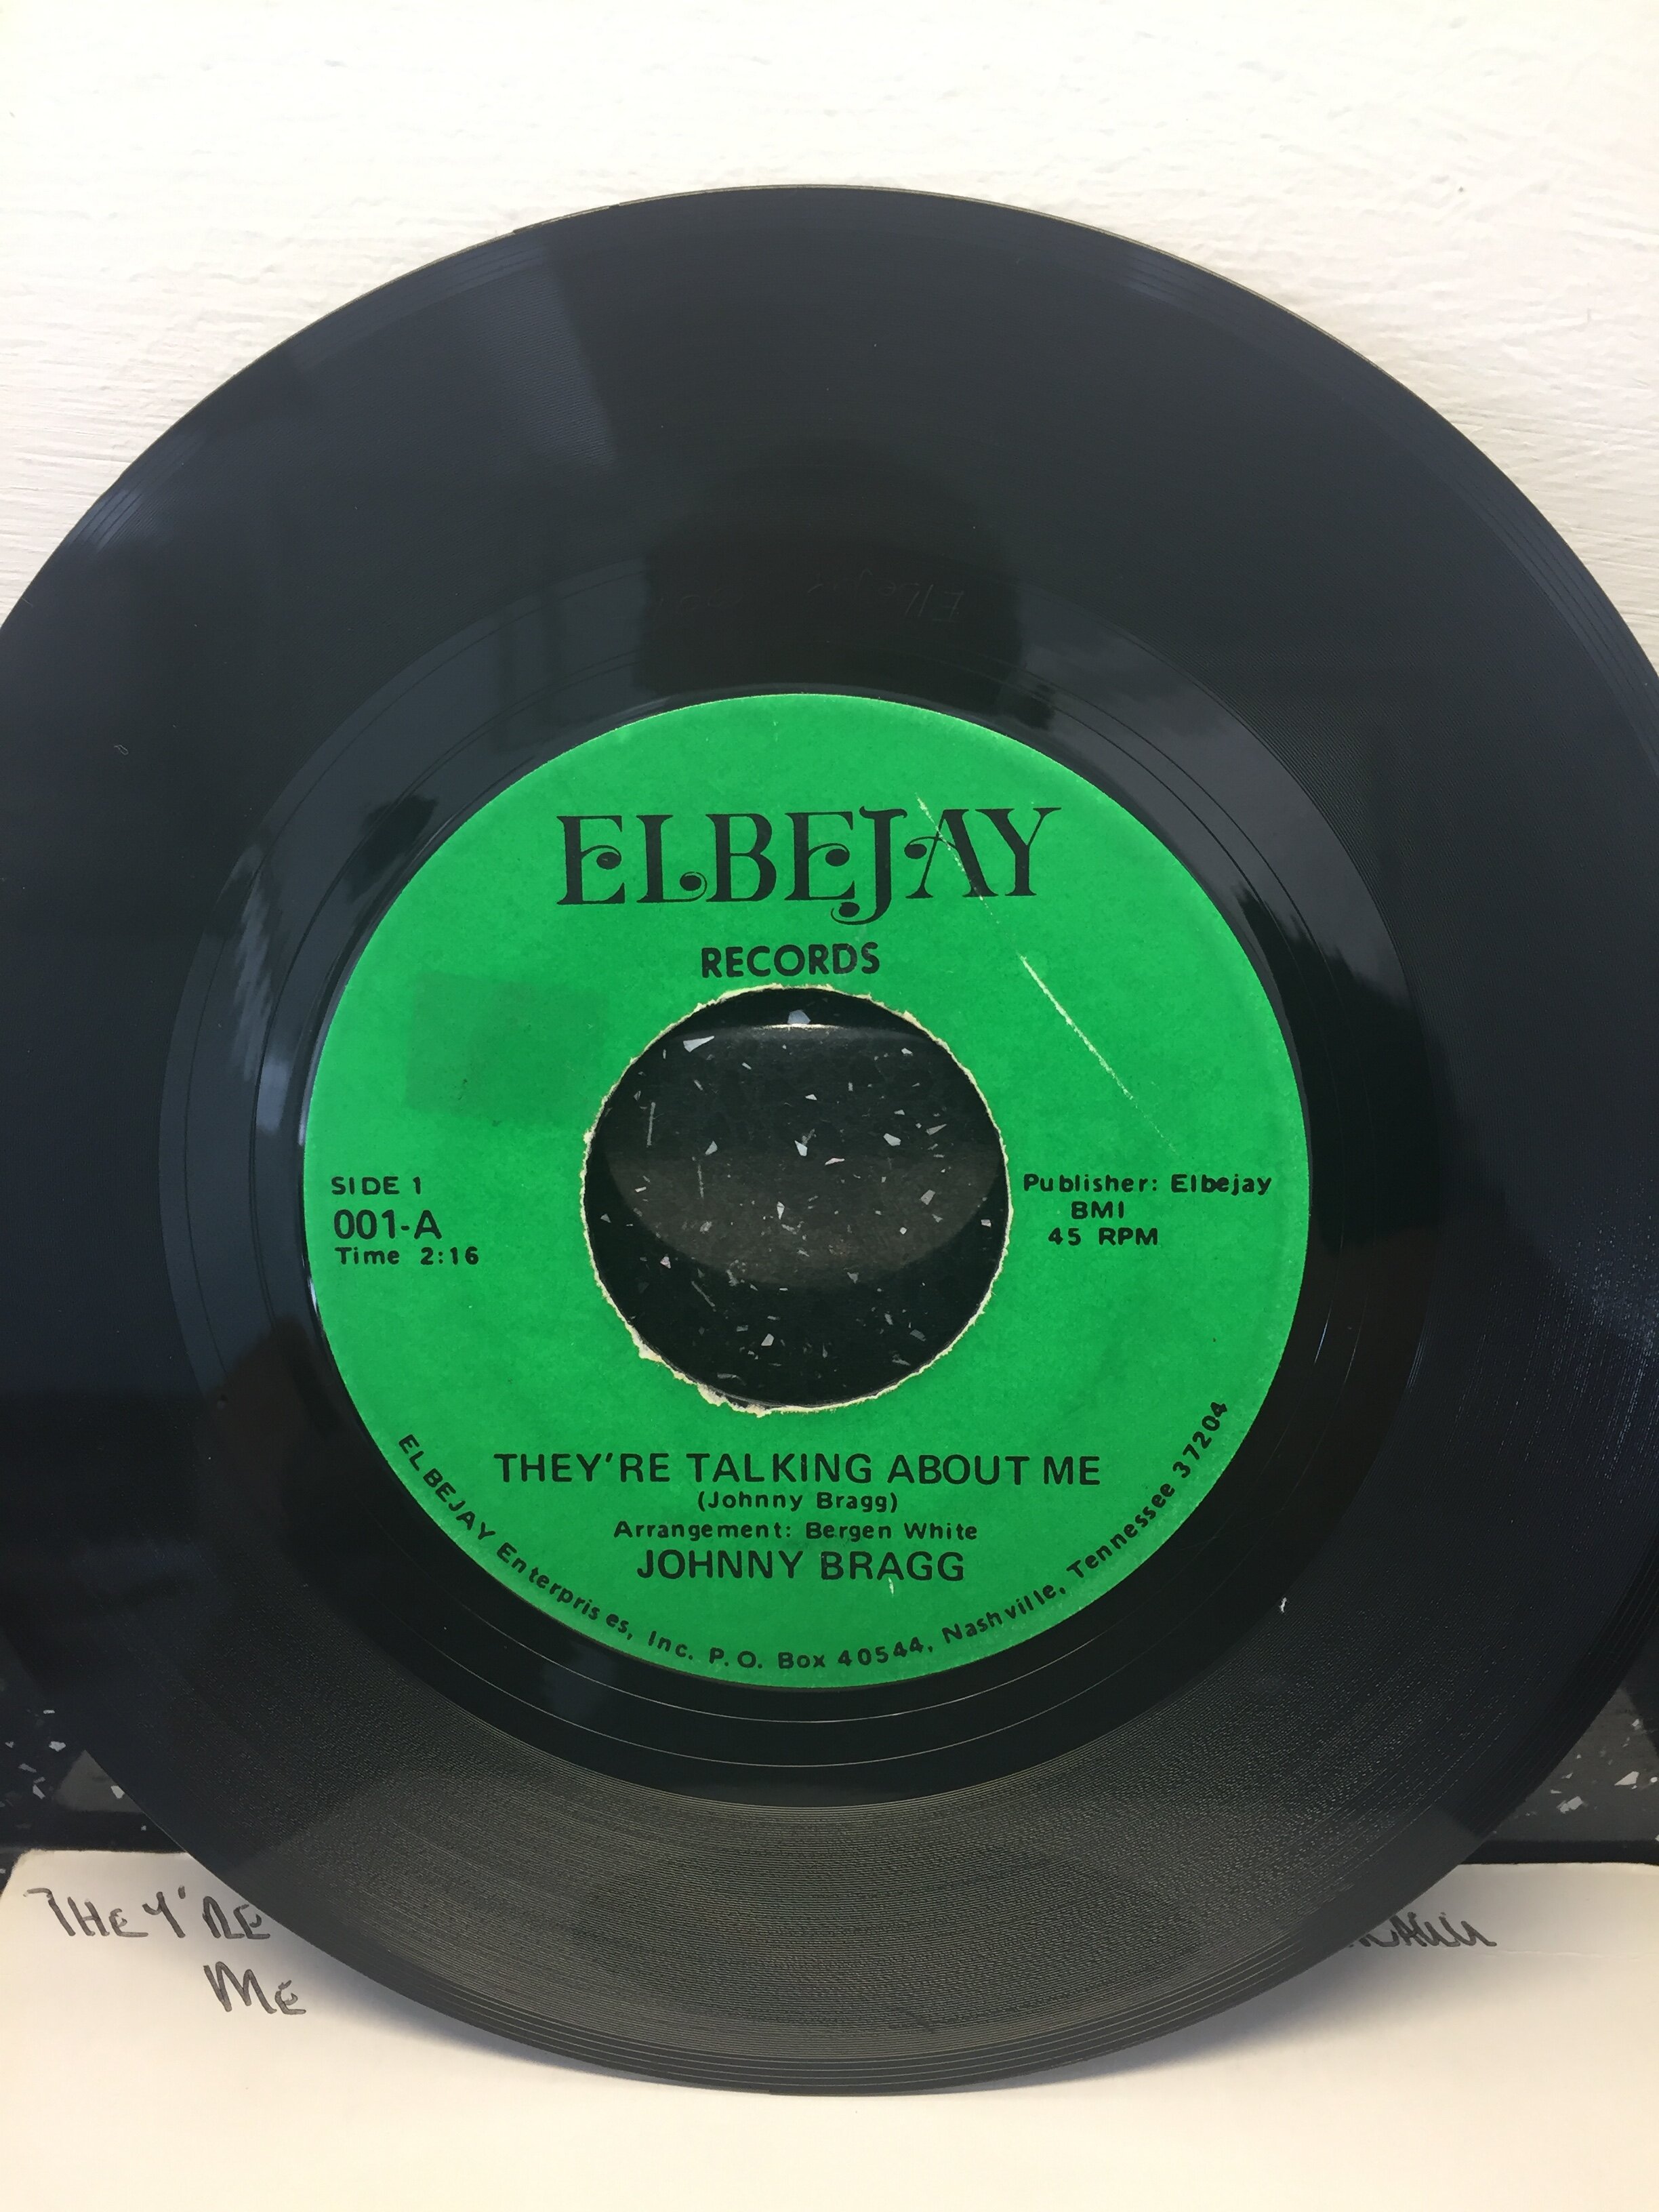 ELBEJAY
RECORDS
SIDE 1
001-A
Time 2:16
Publisher: Elbejay
BMI
45 RPM
THEY'RE TALKING ABOUT ME
(Johnny Bragg)
Arrangement: Bergen White
JOHNNY BRAGG
ELBEJAY Enterprises, Inc. P.O. Box 40544, Nashville, Tennessee 37204
Elbejay
THEY'RE
ME